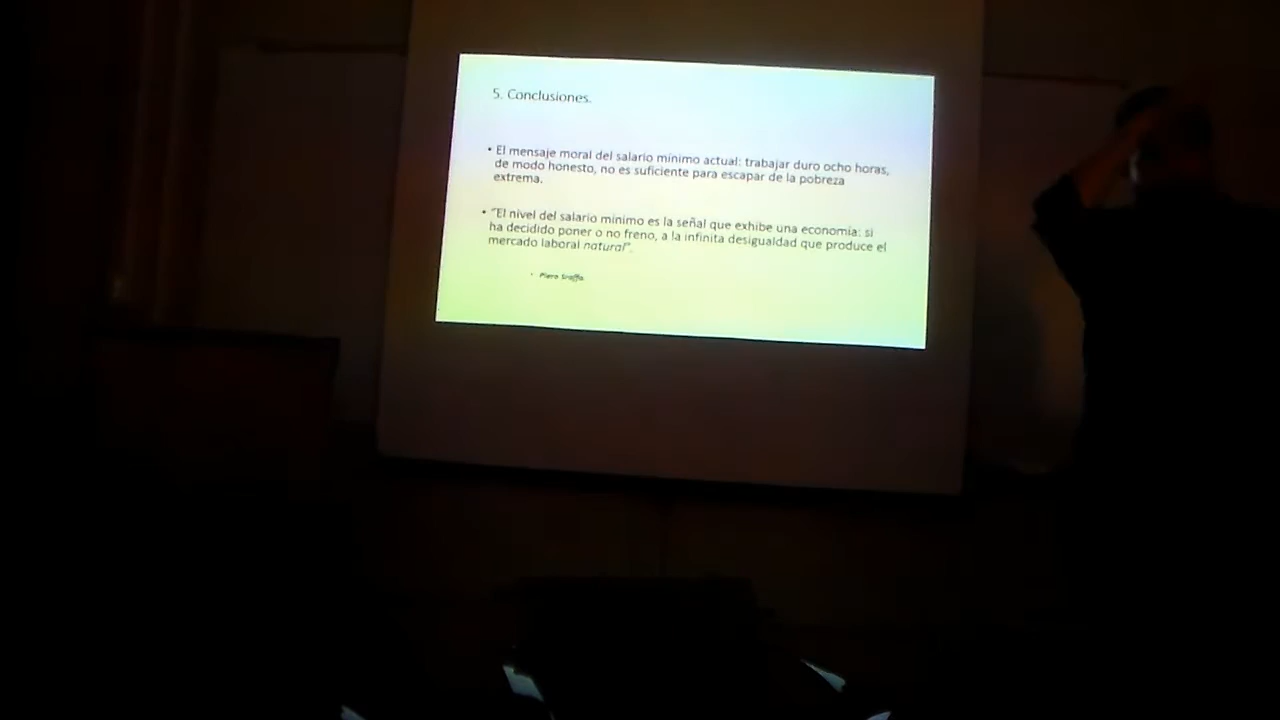 5. Conclusiones.
• El mensaje moral del salario mínimo actual: trabajar duro ocho horas,
de modo honesto, no es suficiente para escapar de la pobreza
extrema.
• "El nivel del salario mínimo es la señal que exhibe una economía: si
ha decidido poner o no freno, a la infinita desigualdad que produce el
mercado laboral natural".
• Piero Sraffa